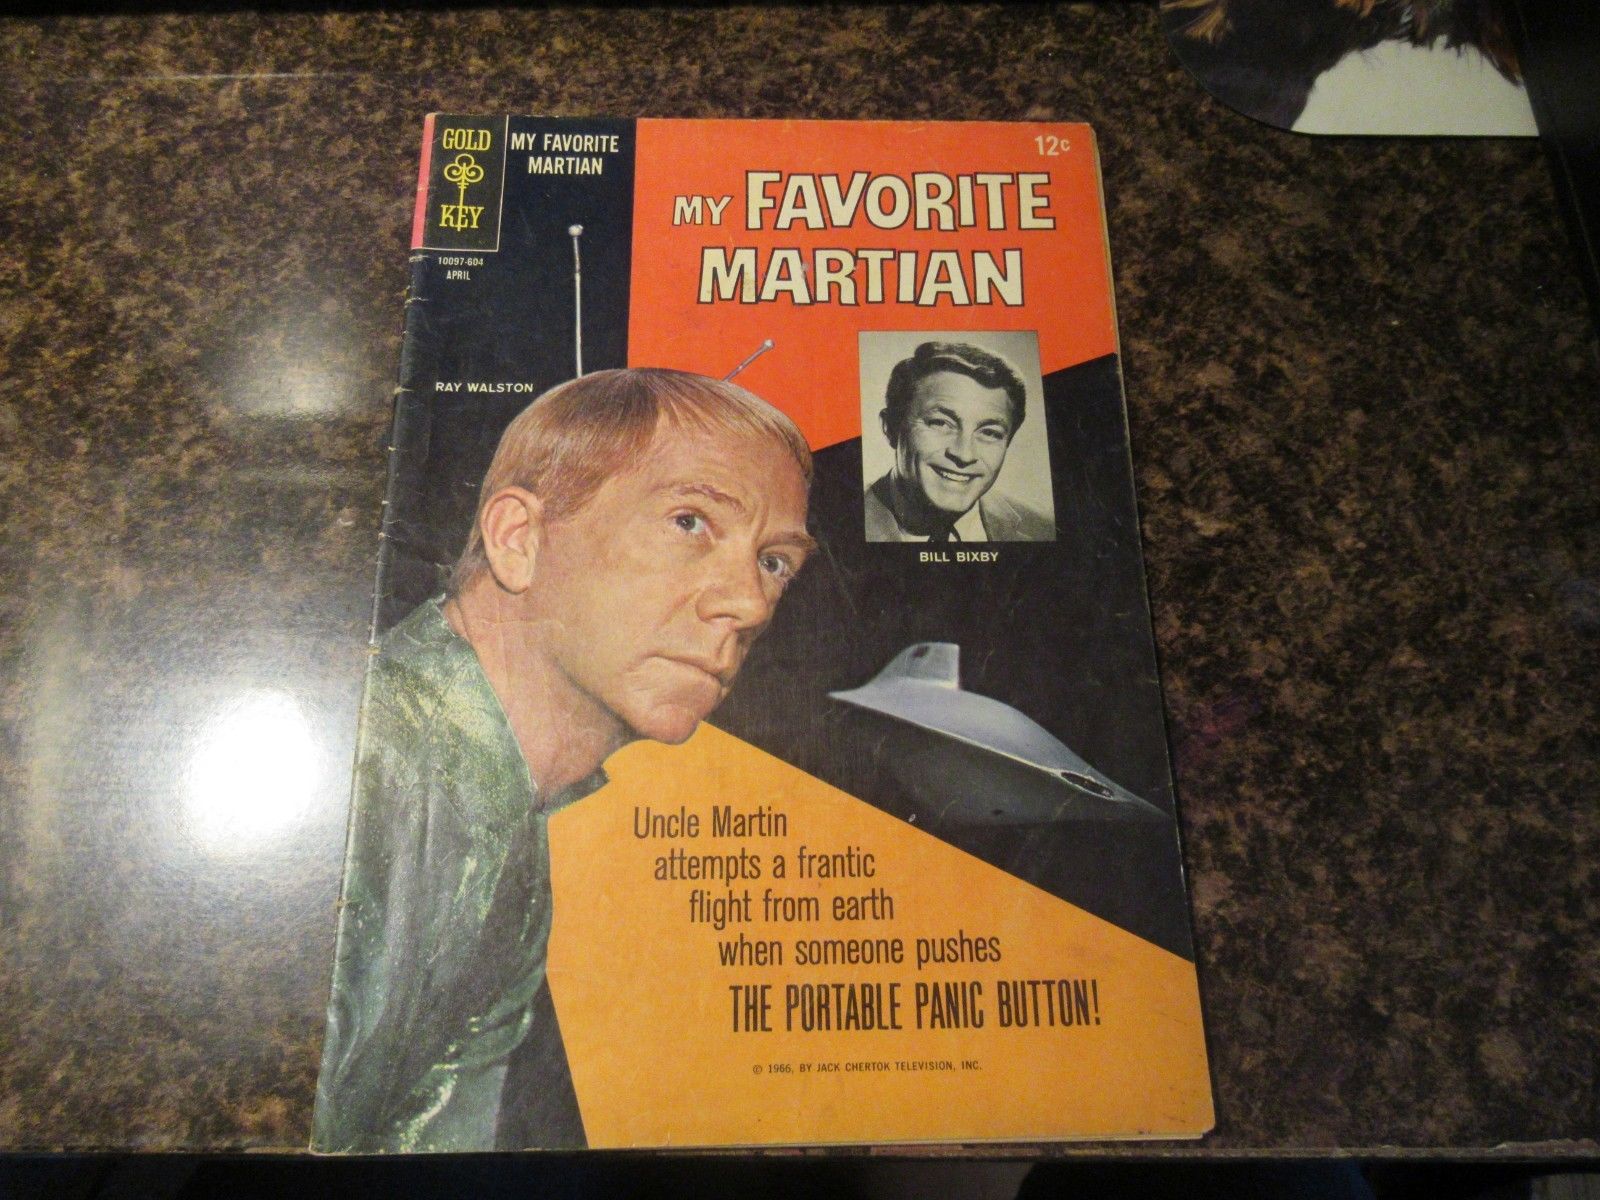 GOLD
KEY
MY FAVORITE
MARTIAN
10097-604
APRIL
12¢
MY FAVORITE
MARTIAN
RAY WALSTON
BILL BIXBY
Uncle Martin
attempts a frantic
flight from earth
when someone pushes
THE PORTABLE PANIC BUTTON!
© 1966, BY JACK CHERTOK TELEVISION, INC.